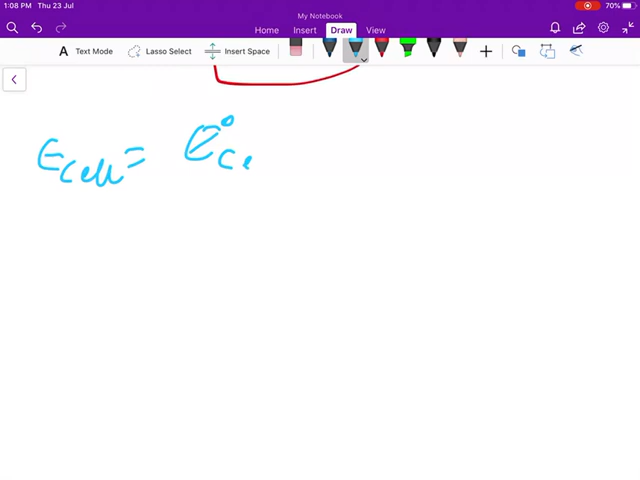 1:08 PM Thu 23 Jul 70%
My Notebook
Home Insert Draw View
A Text Mode Lasso Select Insert Space
E cell = E° ce